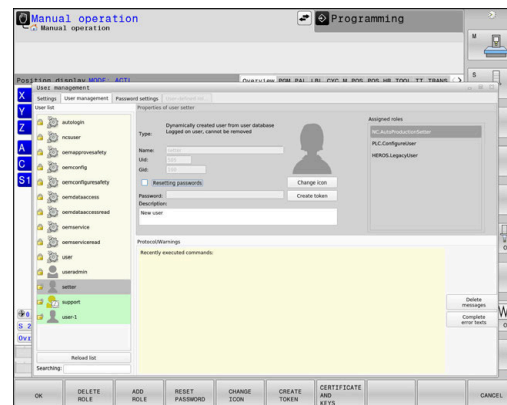 Manual operation
Manual operation
Programming
Position display MODE: ACTL
Overview PGM PAL LBL CYC M POS POS HR TOOL TT TRANS
X
Y
Z
A
C
S1
M
S
User management
Settings
User management
Password settings
User list
Properties of user setter
autologin
ncouser
oemapprovesafety
oemconfig
oemconfiguresafety
oemdataaccess
oemdataaccessread
oemservice
oemserviceread
user
useradmin
setter
support
user-1
Reload list
Searching:
Type:
Dynamically created user from user database
Logged on user, cannot be removed
Name:
Uid:
Gid:
Resetting passwords
Password:
Description:
New user
Change icon
Create token
Assigned roles
NC.AutoProductionSetter
PLC.ConfigureUser
HEROS.LegacyUser
Protocol/Warnings
Recently executed commands:
Delete
messages
Complete
error texts
S 2
Ovr
OK
DELETE
ROLE
ADD
ROLE
RESET
PASSWORD
CHANGE
ICON
CREATE
TOKEN
CERTIFICATE
AND
KEYS
CANCEL